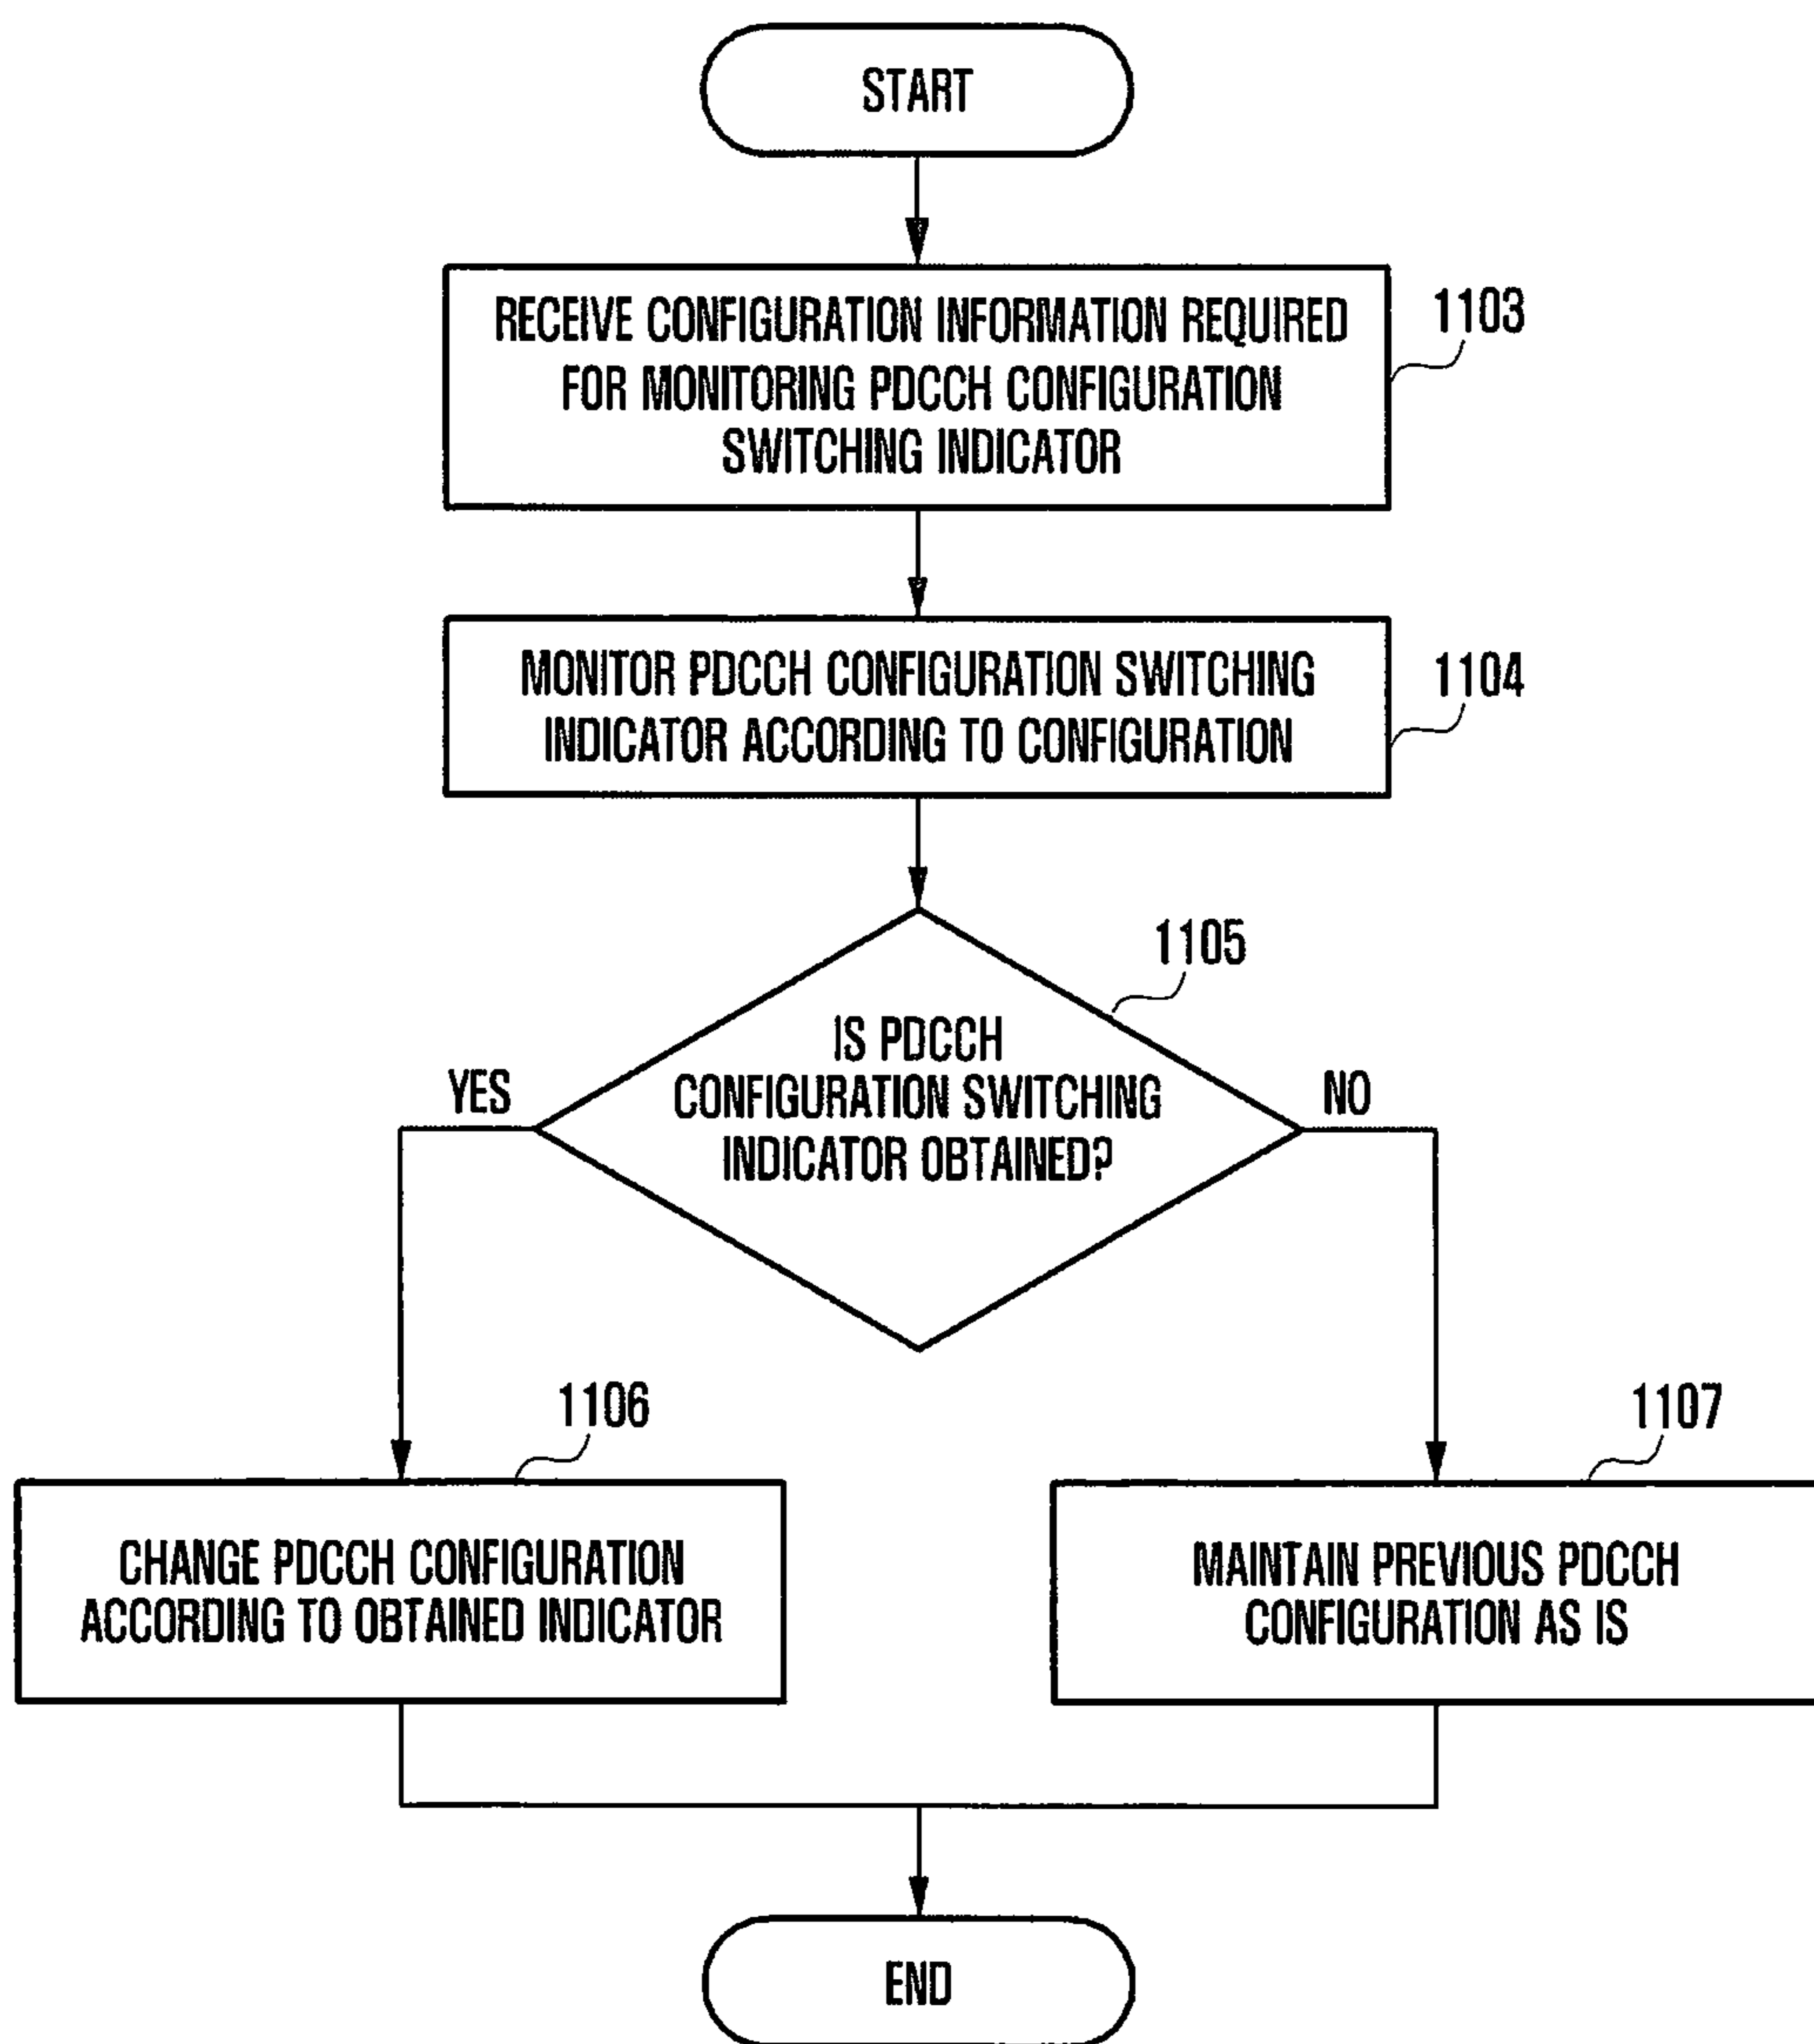 START
RECEIVE CONFIGURATION INFORMATION REQUIRED
FOR MONITORING PDCCH CONFIGURATION
SWITCHING INDICATOR
1103
MONITOR PDCCH CONFIGURATION SWITCHING
INDICATOR ACCORDING TO CONFIGURATION
1104
1105
IS PDCCH
CONFIGURATION SWITCHING
INDICATOR OBTAINED?
YES
NO
1106
CHANGE PDCCH CONFIGURATION
ACCORDING TO OBTAINED INDICATOR
1107
MAINTAIN PREVIOUS PDCCH
CONFIGURATION AS IS
END